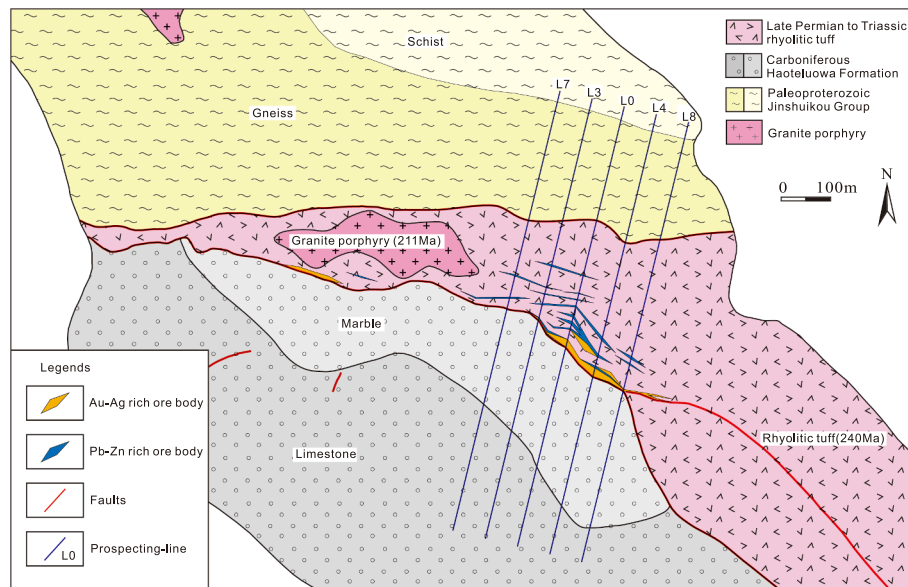 Schist
Gneiss
L7
L3
L0
L4
L8
Late Permian to Triassic
rhyolitic tuff
Carboniferous
Haoteluowa Formation
Paleoproterozoic
Jinshuikou Group
Granite porphyry
0 100m
N
Granite porphyry (211Ma)
Marble
Limestone
Rhyolitic tuff(240Ma)
Legends
Au-Ag rich ore body
Pb-Zn rich ore body
Faults
L0
Prospecting-line